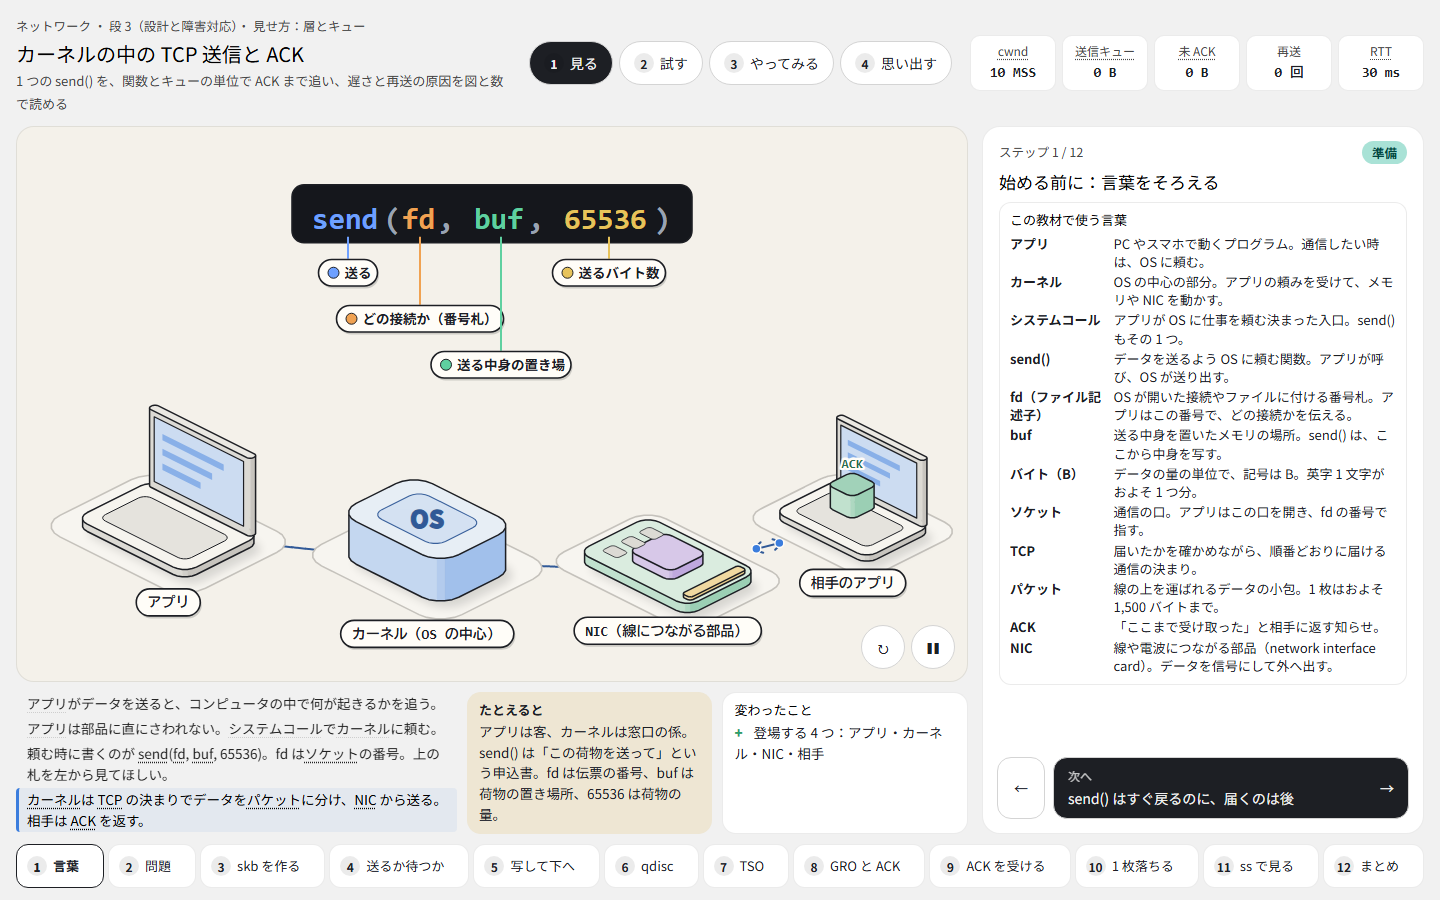 ネットワーク ・ 段 3（設計と障害対応）・ 見せ方：層とキュー
カーネルの中の TCP 送信と ACK
1 つの send() を、関数とキューの単位で ACK まで追い、遅さと再送の原因を図と数
で読める
1 見る
2 試す
3 やってみる
4 思い出す
cwnd
10 MSS
送信キュー
0 B
未 ACK
0 B
再送
0 回
RTT
30 ms
send(fd, buf, 65536)
送る
送るバイト数
どの接続か（番号札）
送る中身の置き場
OS
ACK
アプリ
カーネル（OS の中心）
NIC（線につながる部品）
相手のアプリ
↻
ステップ 1 / 12
準備
始める前に：言葉をそろえる
この教材で使う言葉
アプリ
PC やスマホで動くプログラム。通信したい時
は、OS に頼む。
カーネル
OS の中心の部分。アプリの頼みを受けて、メモ
リや NIC を動かす。
システムコール
アプリが OS に仕事を頼む決まった入口。send()
もその 1 つ。
send()
データを送るよう OS に頼む関数。アプリが呼
び、OS が送り出す。
fd（ファイル記
述子）
OS が開いた接続やファイルに付ける番号札。ア
プリはこの番号で、どの接続かを伝える。
buf
送る中身を置いたメモリの場所。send() は、こ
こから中身を写す。
バイト（B）
データの量の単位で、記号は B。英字 1 文字が
およそ 1 つ分。
ソケット
通信の口。アプリはこの口を開き、fd の番号で
指す。
TCP
届いたかを確かめながら、順番どおりに届ける
通信の決まり。
パケット
線の上を運ばれるデータの小包。1 枚はおよそ
1,500 バイトまで。
ACK
「ここまで受け取った」と相手に返す知らせ。
NIC
線や電波につながる部品（network interface
card）。データを信号にして外へ出す。
アプリがデータを送ると、コンピュータの中で何が起きるかを追う。
アプリは部品に直にさわれない。システムコールでカーネルに頼む。
頼む時に書くのが send(fd, buf, 65536)。fd はソケットの番号。上の
札を左から見てほしい。
カーネルは TCP の決まりでデータをパケットに分け、NIC から送る。
相手は ACK を返す。
たとえると
アプリは客、カーネルは窓口の係。
send() は「この荷物を送って」とい
う申込書。fd は伝票の番号、buf は
荷物の置き場所、65536 は荷物の
量。
変わったこと
+ 登場する 4 つ：アプリ・カーネ
ル・NIC・相手
←
次へ
send() はすぐ戻るのに、届くのは後
→
1 言葉
2 問題
3 skb を作る
4 送るか待つか
5 写して下へ
6 qdisc
7 TSO
8 GRO と ACK
9 ACK を受ける
10 1 枚落ちる
11 ss で見る
12 まとめ